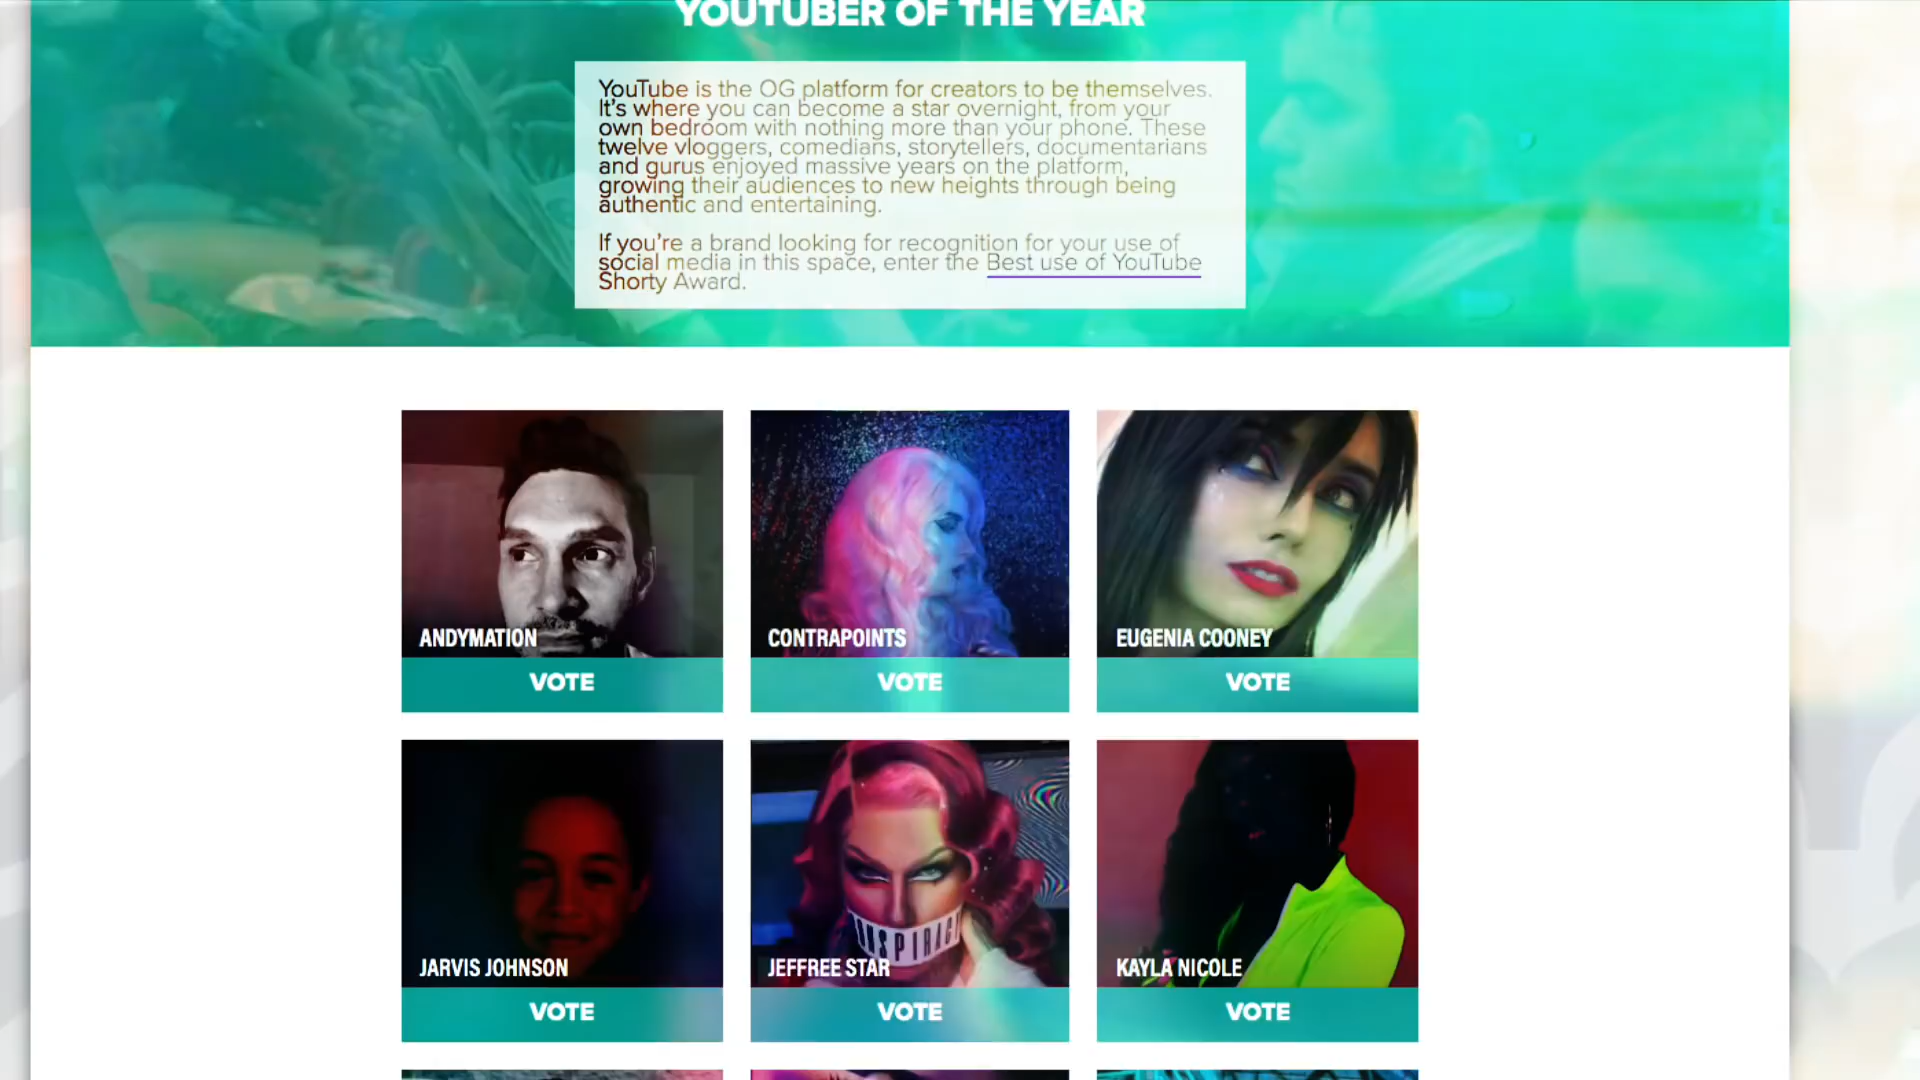 YOUTUBER OF THE YEAR
YouTube is the OG platform for creators to be themselves.
It's where you can become a star overnight, from your
own bedroom with nothing more than your phone. These
twelve vloggers, comedians, storytellers, documentarians
and gurus enjoyed massive years on the platform,
growing their audiences to new heights through being
authentic and entertaining.
If you're a brand looking for recognition for your use of
social media in this space, enter the Best use of YouTube
Shorty Award.
ANDYMATION
CONTRAPOINTS
EUGENIA COONEY
VOTE
VOTE
VOTE
NSPIRAC
JARVIS JOHNSON
JEFFREE STAR
KAYLA NICOLE
VOTE
VOTE
VOTE